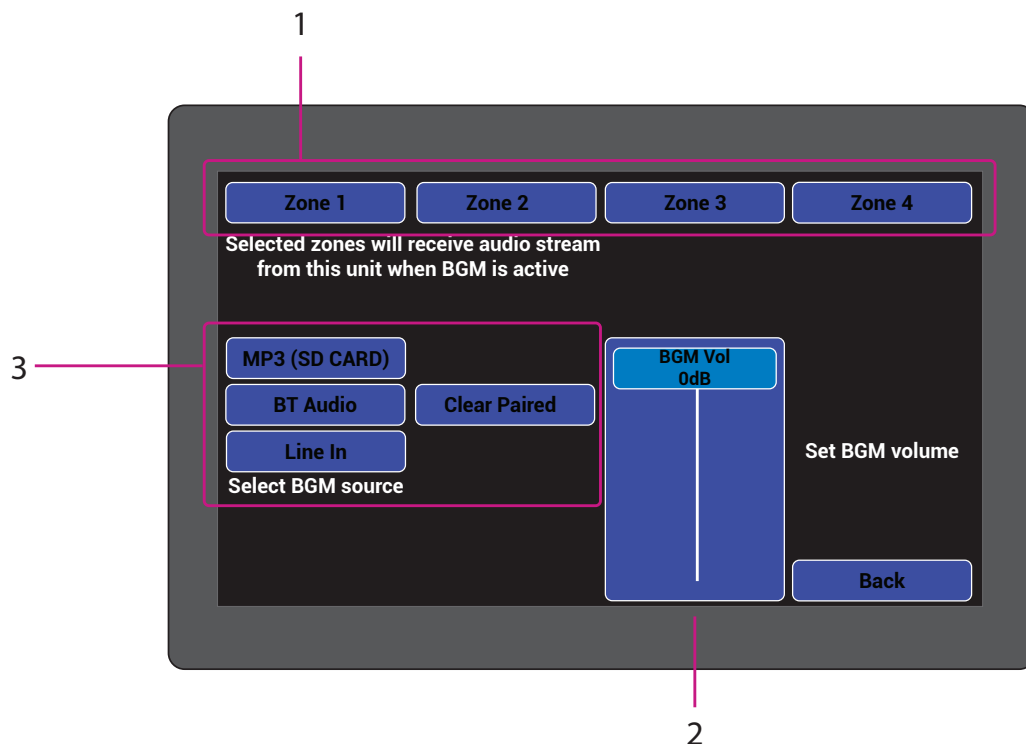 1
Zone 1
Zone 2
Zone 3
Zone 4
Selected zones will receive audio stream
from this unit when BGM is active
3
MP3 (SD CARD)
BT Audio
Clear Paired
Line In
Select BGM source
BGM Vol
0dB
Set BGM volume
Back
2